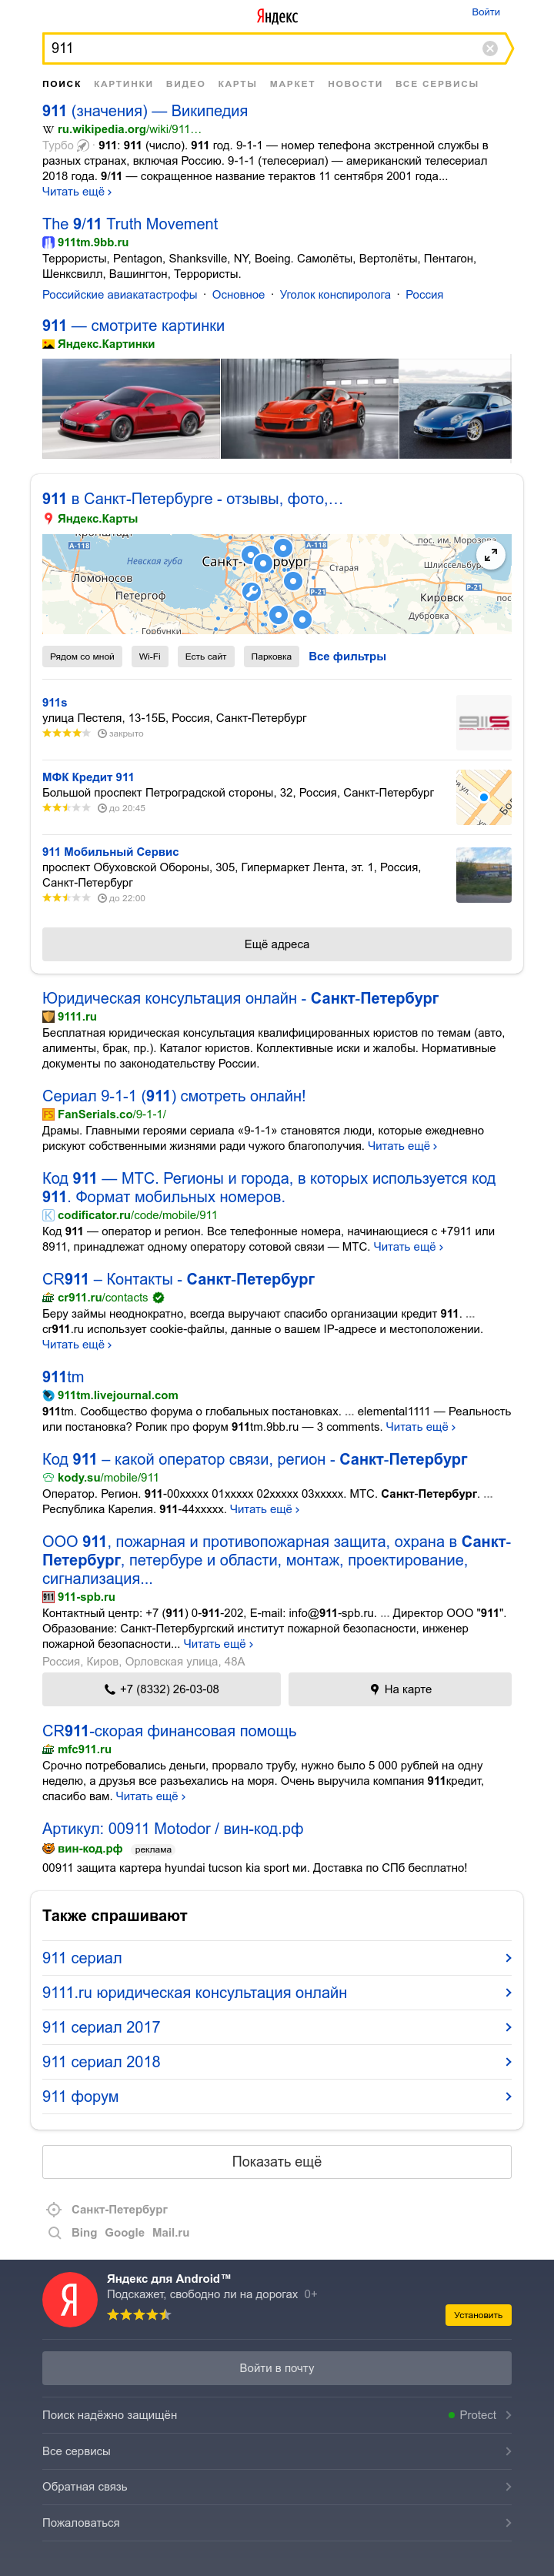 Яндекс
Войти
911
ПОИСК КАРТИНКИ ВИДЕО КАРТЫ МАРКЕТ НОВОСТИ ВСЕ СЕРВИСЫ
911 (значения) — Википедия
ru.wikipedia.org/wiki/911…
Турбо · 911: 911 (число). 911 год. 9-1-1 — номер телефона экстренной службы в
разных странах, включая Россию. 9-1-1 (телесериал) — американский телесериал
2018 года. 9/11 — сокращенное название терактов 11 сентября 2001 года...
Читать ещё ›
The 9/11 Truth Movement
911tm.9bb.ru
Террористы, Pentagon, Shanksville, NY, Boeing. Самолёты, Вертолёты, Пентагон,
Шенксвилл, Вашингтон, Террористы.
Российские авиакатастрофы · Основное · Уголок конспиролога · Россия
911 — смотрите картинки
Яндекс.Картинки
911 в Санкт-Петербурге - отзывы, фото,…
Яндекс.Карты
Кронштадт
А-118
Невская губа
Санкт-Петербург
А-118
пос. им. Морозова
Ломоносов
Старая
Шлиссельбург
Петергоф
Р-21
Р-21
Кировск
пос
Дубровка
Горбунки
Рядом со мной
Wi-Fi
Есть сайт
Парковка
Все фильтры
911s
улица Пестеля, 13-15Б, Россия, Санкт-Петербург
закрыто
911S
МФК Кредит 911
Большой проспект Петроградской стороны, 32, Россия, Санкт-Петербург
до 20:45
911 Мобильный Сервис
проспект Обуховской Обороны, 305, Гипермаркет Лента, эт. 1, Россия,
Санкт-Петербург
до 22:00
Ещё адреса
Юридическая консультация онлайн - Санкт-Петербург
9111.ru
Бесплатная юридическая консультация квалифицированных юристов по темам (авто,
алименты, брак, пр.). Каталог юристов. Коллективные иски и жалобы. Нормативные
документы по законодательству России.
Сериал 9-1-1 (911) смотреть онлайн!
FanSerials.co/9-1-1/
Драмы. Главными героями сериала «9-1-1» становятся люди, которые ежедневно
рискуют собственными жизнями ради чужого благополучия. Читать ещё ›
Код 911 — МТС. Регионы и города, в которых используется код
911. Формат мобильных номеров.
codificator.ru/code/mobile/911
Код 911 — оператор и регион. Все телефонные номера, начинающиеся с +7911 или
8911, принадлежат одному оператору сотовой связи — МТС. Читать ещё ›
CR911 – Контакты - Санкт-Петербург
cr911.ru/contacts
Беру займы неоднократно, всегда выручают спасибо организации кредит 911. ...
cr911.ru использует cookie-файлы, данные о вашем IP-адресе и местоположении.
Читать ещё ›
911tm
911tm.livejournal.com
911tm. Сообщество форума о глобальных постановках. ... elemental1111 — Реальность
или постановка? Ролик про форум 911tm.9bb.ru — 3 comments. Читать ещё ›
Код 911 – какой оператор связи, регион - Санкт-Петербург
kody.su/mobile/911
Оператор. Регион. 911-00xxxxx 01xxxxx 02xxxxx 03xxxxx. МТС. Санкт-Петербург. ...
Республика Карелия. 911-44xxxxx. Читать ещё ›
ООО 911, пожарная и противопожарная защита, охрана в Санкт-
Петербург, петербуре и области, монтаж, проектирование,
сигнализация...
911-spb.ru
Контактный центр: +7 (911) 0-911-202, E-mail: info@911-spb.ru. ... Директор ООО "911".
Образование: Санкт-Петербургский институт пожарной безопасности, инженер
пожарной безопасности... Читать ещё ›
Россия, Киров, Орловская улица, 48А
+7 (8332) 26-03-08
На карте
CR911-скорая финансовая помощь
mfc911.ru
Срочно потребовались деньги, прорвало трубу, нужно было 5 000 рублей на одну
неделю, а друзья все разъехались на моря. Очень выручила компания 911кредит,
спасибо вам. Читать ещё ›
Артикул: 00911 Motodor / вин-код.рф
вин-код.рф реклама
00911 защита картера hyundai tucson kia sport ми. Доставка по СПб бесплатно!
Также спрашивают
911 сериал
9111.ru юридическая консультация онлайн
911 сериал 2017
911 сериал 2018
911 форум
Показать ещё
Санкт-Петербург
Bing Google Mail.ru
Яндекс для Android™
Подскажет, свободно ли на дорогах 0+
Установить
Войти в почту
Поиск надёжно защищён
Protect
Все сервисы
Обратная связь
Пожаловаться